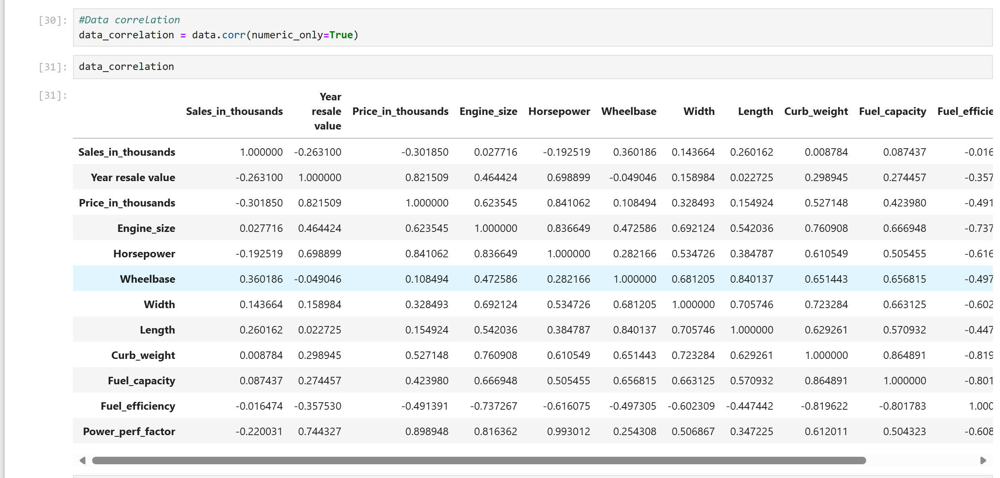 [30]: #Data correlation
data_correlation = data.corr(numeric_only=True)
[31]: data_correlation
[31]:
Year
Sales_in_thousands resale Price_in_thousands Engine_size Horsepower Wheelbase Width Length Curb_weight Fuel_capacity Fuel_efficie
value
Sales_in_thousands 1.000000 -0.263100 -0.301850 0.027716 -0.192519 0.360186 0.143664 0.260162 0.008784 0.087437 -0.016
Year resale value -0.263100 1.000000 0.821509 0.464424 0.698899 -0.049046 0.158984 0.022725 0.298945 0.274457 -0.357
Price_in_thousands -0.301850 0.821509 1.000000 0.623545 0.841062 0.108494 0.328493 0.154924 0.527148 0.423980 -0.491
Engine_size 0.027716 0.464424 0.623545 1.000000 0.836649 0.472586 0.692124 0.542036 0.760908 0.666948 -0.737
Horsepower -0.192519 0.698899 0.841062 0.836649 1.000000 0.282166 0.534726 0.384787 0.610549 0.505455 -0.616
Wheelbase 0.360186 -0.049046 0.108494 0.472586 0.282166 1.000000 0.681205 0.840137 0.651443 0.656815 -0.497
Width 0.143664 0.158984 0.328493 0.692124 0.534726 0.681205 1.000000 0.705746 0.723284 0.663125 -0.602
Length 0.260162 0.022725 0.154924 0.542036 0.384787 0.840137 0.705746 1.000000 0.629261 0.570932 -0.447
Curb_weight 0.008784 0.298945 0.527148 0.760908 0.610549 0.651443 0.723284 0.629261 1.000000 0.864891 -0.819
Fuel_capacity 0.087437 0.274457 0.423980 0.666948 0.505455 0.656815 0.663125 0.570932 0.864891 1.000000 -0.801
Fuel_efficiency -0.016474 -0.357530 -0.491391 -0.737267 -0.616075 -0.497305 -0.602309 -0.447442 -0.819622 -0.801783 1.000
Power_perf_factor -0.220031 0.744327 0.898948 0.816362 0.993012 0.254308 0.506867 0.347225 0.612011 0.504323 -0.608